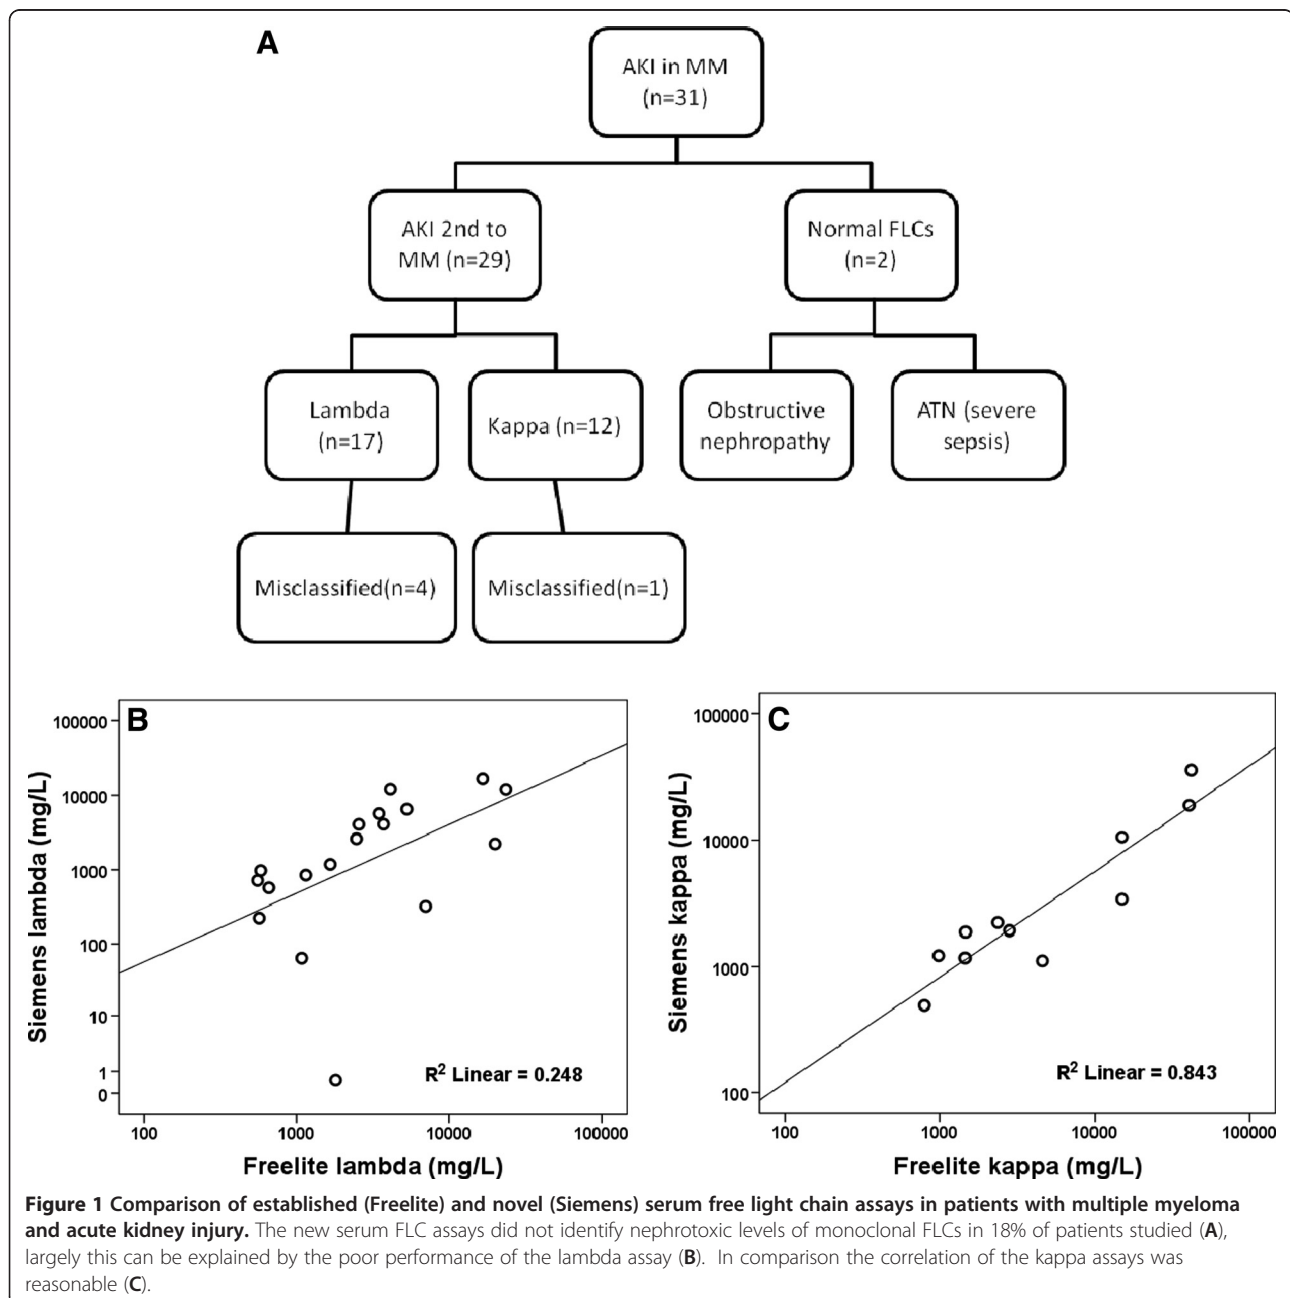 A
AKI in MM
(n=31)
AKI 2nd to
MM (n=29)
Normal FLCs
(n=2)
Lambda
(n=17)
Kappa (n=12)
Obstructive
nephropathy
ATN (severe
sepsis)
Misclassified(n=4)
Misclassified(n=1)
B
Siemens lambda (mg/L)
100000
10000
1000
100
10
1
0
R2 Linear = 0.248
100
1000
10000
100000
Freelite lambda (mg/L)
C
Siemens kappa (mg/L)
100000
10000
1000
100
R2 Linear = 0.843
100
1000
10000
100000
Freelite kappa (mg/L)
Figure 1 Comparison of established (Freelite) and novel (Siemens) serum free light chain assays in patients with multiple myeloma
and acute kidney injury. The new serum FLC assays did not identify nephrotoxic levels of monoclonal FLCs in 18% of patients studied (A),
largely this can be explained by the poor performance of the lambda assay (B). In comparison the correlation of the kappa assays was
reasonable (C).